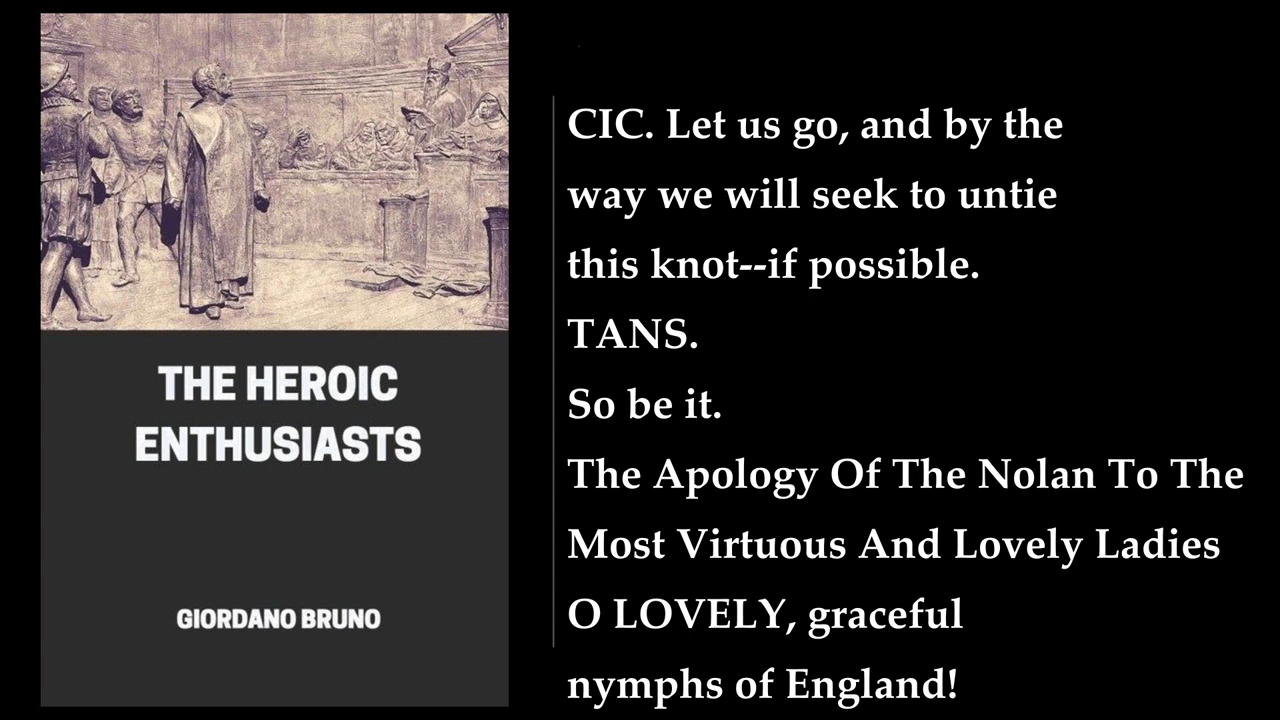 THE HEROIC
ENTHUSIASTS
GIORDANO BRUNO
CIC. Let us go, and by the
way we will seek to untie
this knot--if possible.
TANS.
So be it.
The Apology Of The Nolan To The
Most Virtuous And Lovely Ladies
O LOVELY, graceful
nymphs of England!